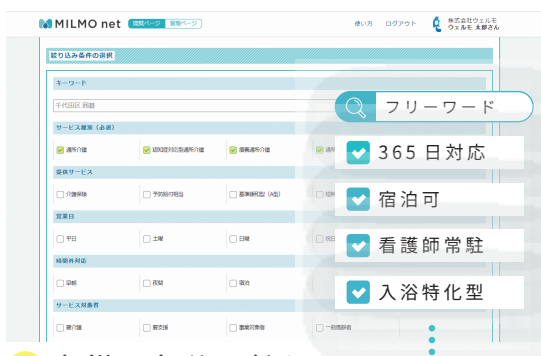 MILMO net 閲覧ページ 管理ページ 使い方 ログアウト 株式会社ウェルモ
ウェルモ 太郎さん
絞り込み条件の選択
キーワード
千代田区 囲碁
フリーワード
サービス種別（必須）
通所介護 認知症対応型通所介護 療養通所介護
365日対応
提供サービス
介護保険 予防給付相当 基準緩和型（A型）
宿泊可
営業日
平日 土曜 日曜 祝日
看護師常駐
時間外対応
早朝 夜間 宿泊
入浴特化型
サービス対象者
要介護 要支援 事業対象者 一般高齢者